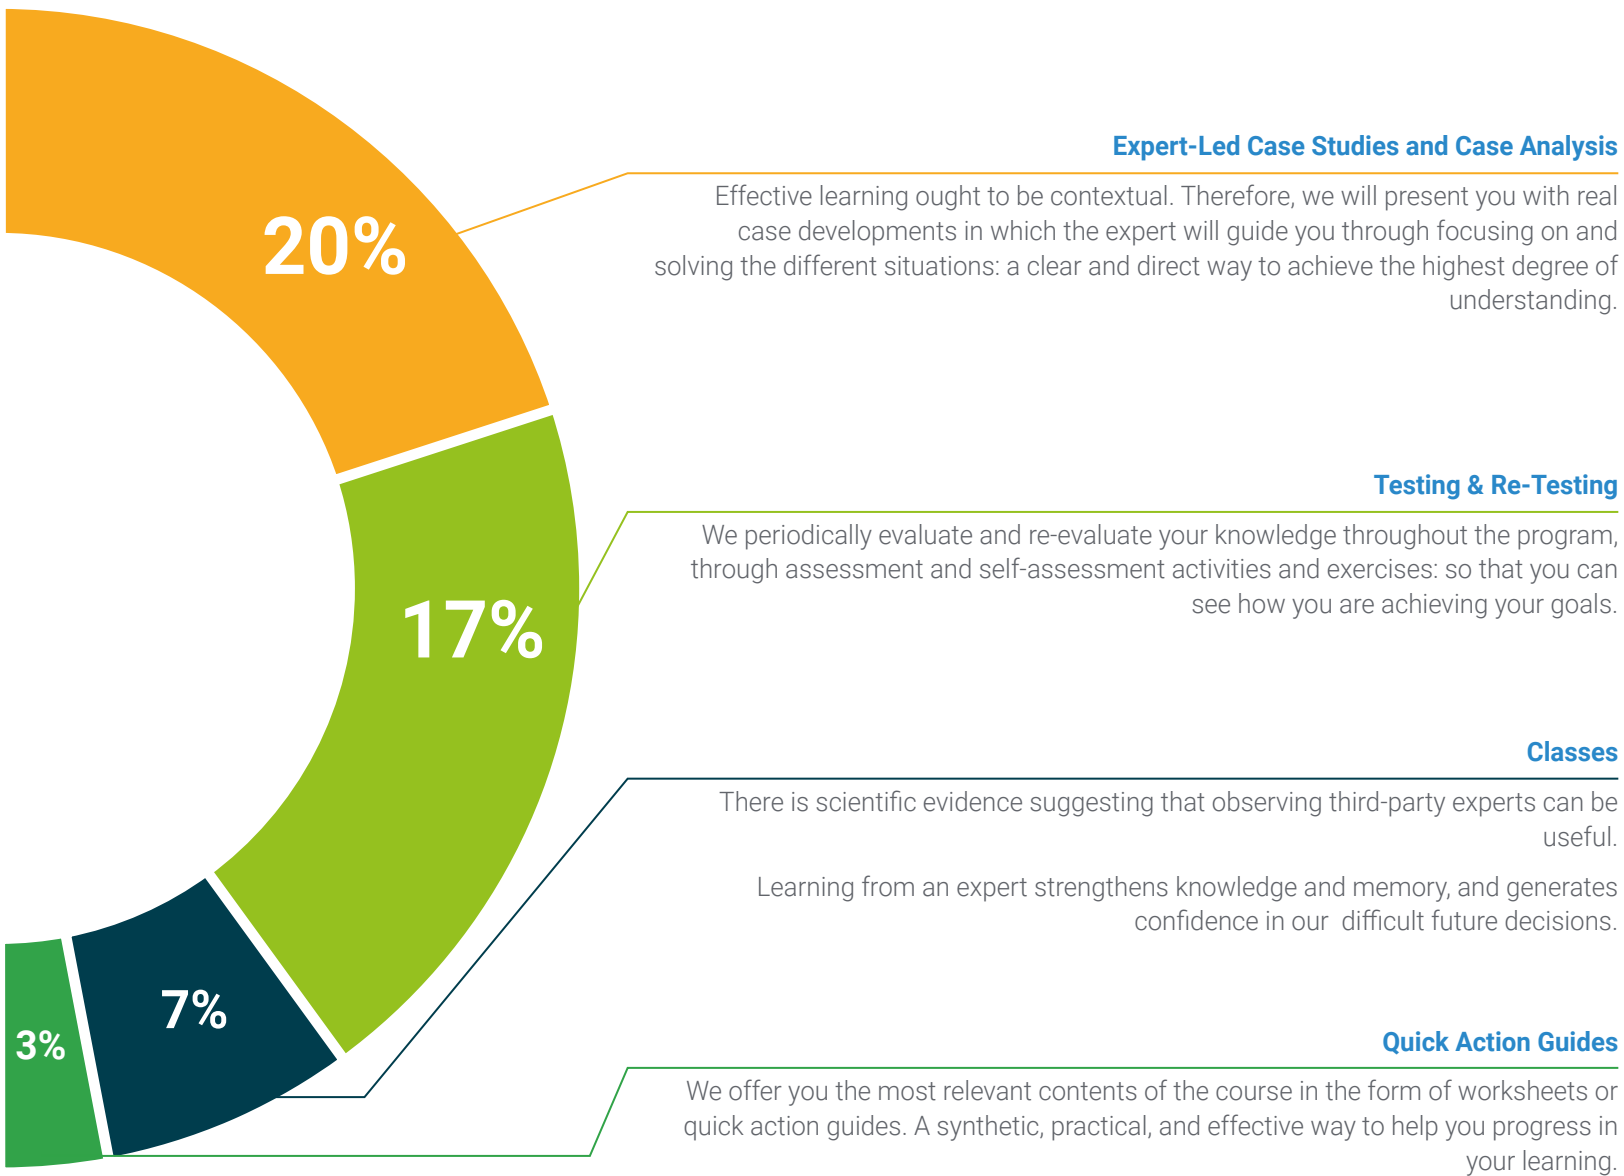 Expert-Led Case Studies and Case Analysis
Effective learning ought to be contextual. Therefore, we will present you with real
case developments in which the expert will guide you through focusing on and
solving the different situations: a clear and direct way to achieve the highest degree of
understanding.
20%
Testing & Re-Testing
We periodically evaluate and re-evaluate your knowledge throughout the program,
through assessment and self-assessment activities and exercises: so that you can
see how you are achieving your goals.
17%
Classes
There is scientific evidence suggesting that observing third-party experts can be
useful.
Learning from an expert strengthens knowledge and memory, and generates
confidence in our  difficult future decisions.
7%
Quick Action Guides
We offer you the most relevant contents of the course in the form of worksheets or
quick action guides. A synthetic, practical, and effective way to help you progress in
your learning.
3%